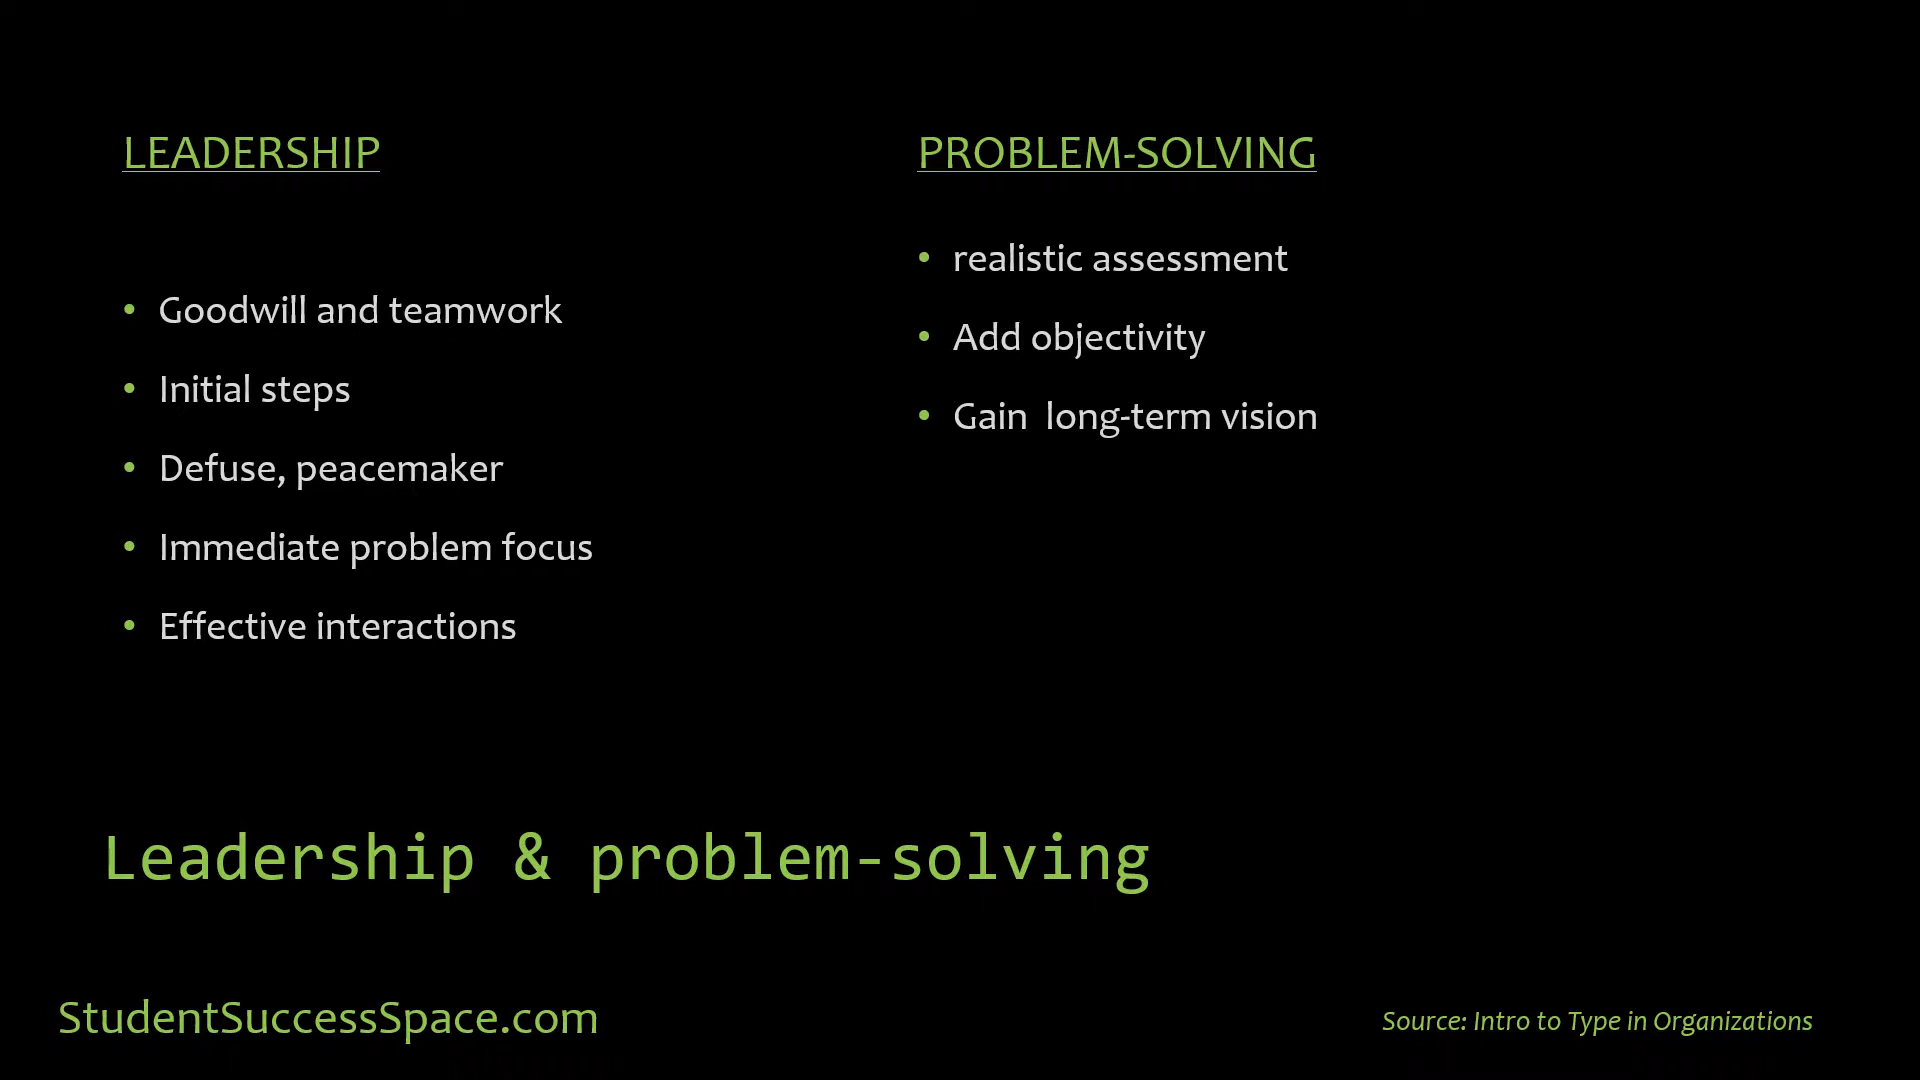 LEADERSHIP
• Goodwill and teamwork
• Initial steps
• Defuse, peacemaker
• Immediate problem focus
• Effective interactions
PROBLEM-SOLVING
• realistic assessment
• Add objectivity
• Gain  long-term vision
Leadership & problem-solving
StudentSuccessSpace.com
Source: Intro to Type in Organizations